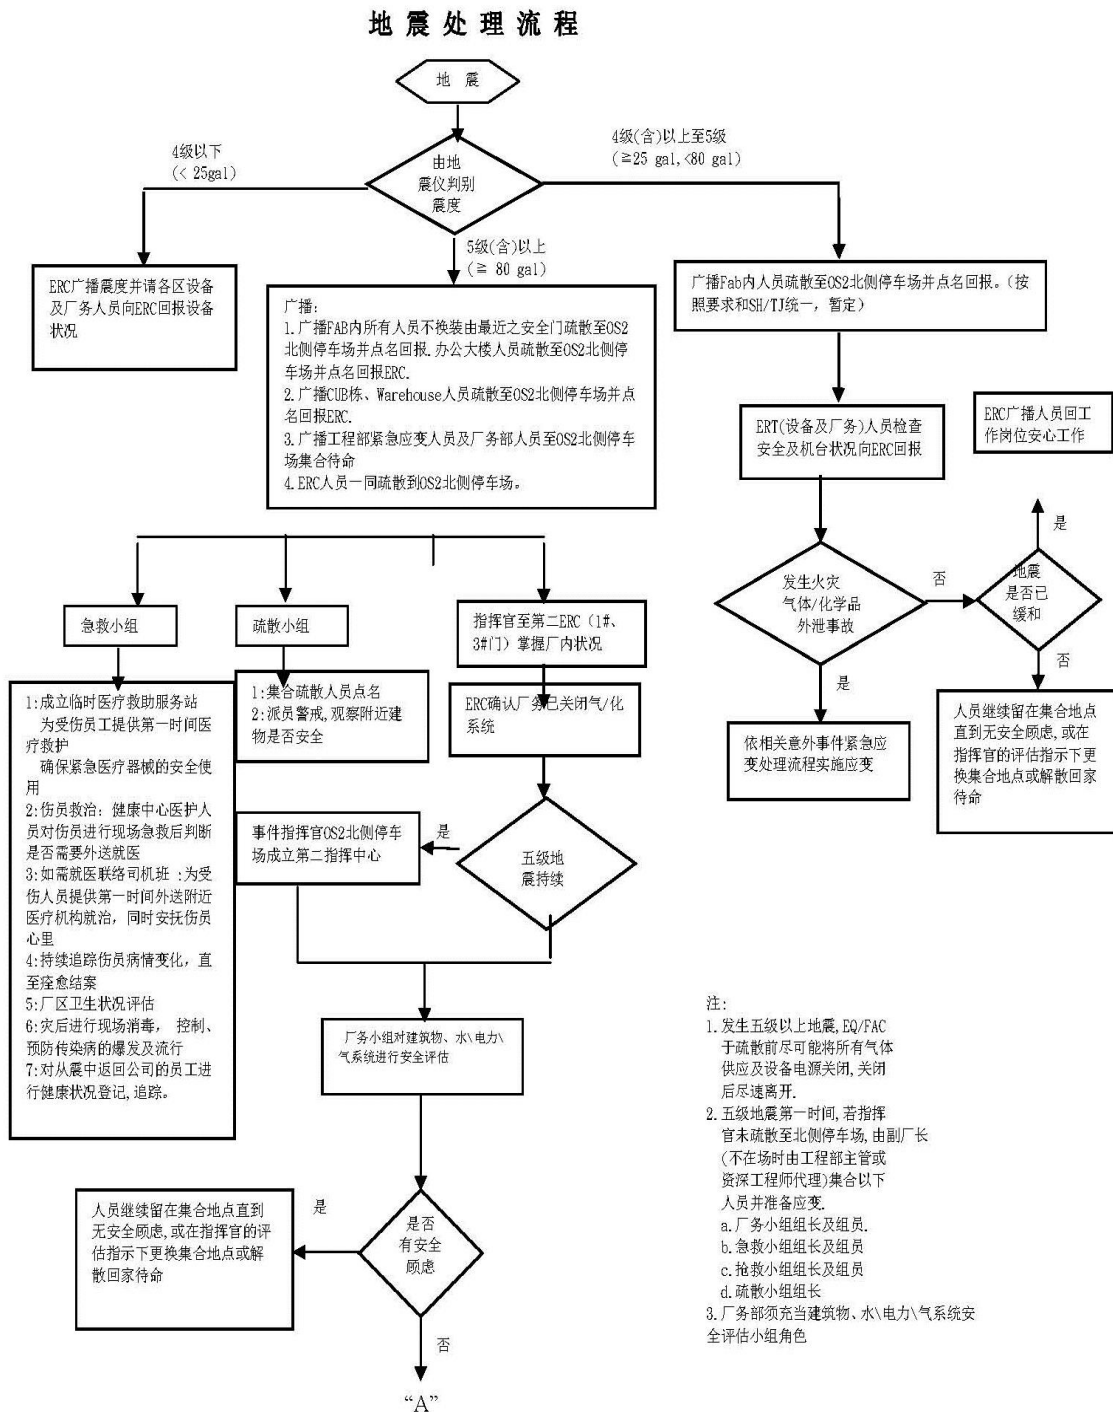 地 震 处 理 流 程
地 震
由地
震仪判别
震度
4级以下
(< 25gal)
4级(含)以上至5级
(≧25 gal,<80 gal)
5级(含)以上
(≧ 80 gal)
ERC广播震度并请各区设备
及厂务人员向ERC回报设备
状况
广播:
1.广播FAB内所有人员不换装由最近之安全门疏散至OS2
北侧停车场并点名回报.办公大楼人员疏散至OS2北侧停
车场并点名回报ERC.
2.广播CUB栋、Warehouse人员疏散至OS2北侧停车场并点
名回报ERC.
3.广播工程部紧急应变人员及厂务部人员至OS2北侧停车
场集合待命
4.ERC人员一同疏散到OS2北侧停车场。
广播Fab内人员疏散至OS2北侧停车场并点名回报。(按
照要求和SH/TJ统一，暂定)
ERT(设备及厂务)人员检查
安全及机台状况向ERC回报
ERC广播人员回工
作岗位安心工作
发生火灾
气体/化学品
外泄事故
否
地震
是否已
缓和
是
否
是
依相关意外事件紧急应
变处理流程实施应变
人员继续留在集合地点
直到无安全顾虑,或在
指挥官的评估指示下更
换集合地点或解散回家
待命
急救小组
疏散小组
指挥官至第二ERC（1#、
3#门）掌握厂内状况
1:成立临时医疗救助服务站
为受伤员工提供第一时间医
疗救护
确保紧急医疗器械的安全使
用
2:伤员救治：健康中心医护人
员对伤员进行现场急救后判断
是否需要外送就医
3:如需就医联络司机班 :为受
伤人员提供第一时间外送附近
医疗机构就治，同时安抚伤员
心里
4:持续追踪伤员病情变化，直
至痊愈结案
5:厂区卫生状况评估
6:灾后进行现场消毒， 控制、
预防传染病的爆发及流行
7:对从震中返回公司的员工进
行健康状况登记,追踪。
1:集合疏散人员点名
2:派员警戒,观察附近建
物是否安全
ERC确认厂务已关闭气/化
系统
事件指挥官OS2北侧停车
场成立第二指挥中心
是
五级地
震持续
厂务小组对建筑物、水\电力\
气系统进行安全评估
人员继续留在集合地点直到
无安全顾虑,或在指挥官的评
估指示下更换集合地点或解
散回家待命
是
是否
有安全
顾虑
否
“A”
注:
1.发生五级以上地震,EQ/FAC
于疏散前尽可能将所有气体
供应及设备电源关闭,关闭
后尽速离开.
2.五级地震第一时间,若指挥
官未疏散至北侧停车场,由副厂长
(不在场时由工程部主管或
资深工程师代理)集合以下
人员并准备应变.
a.厂务小组组长及组员.
b.急救小组组长及组员
c.抢救小组组长及组员
d.疏散小组组长
3.厂务部须充当建筑物、水\电力\气系统安
全评估小组角色